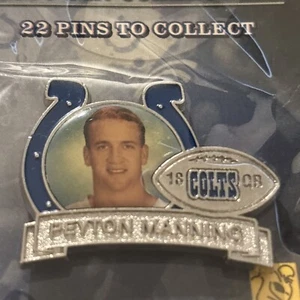 22 PINS TO COLLECT
18 COLTS QB
PEYTON MANNING